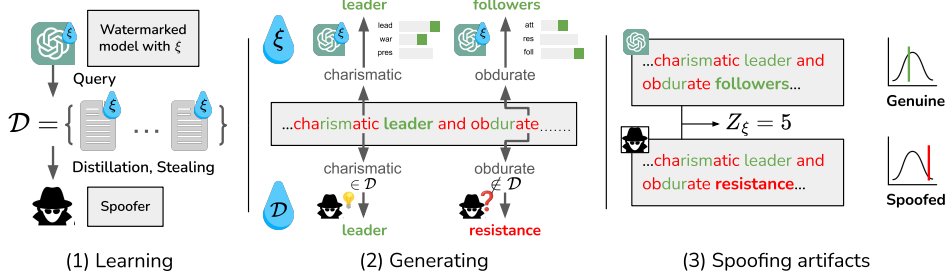 Watermarked
model with ξ
ξ
Query
𝒟 = { ξ ... ξ }
Distillation, Stealing
Spoofer
(1) Learning
leader
followers
ξ
ξ
lead
war
pres
ξ
att
res
foll
charismatic
obdurate
...charismatic leader and obdurate.......
charismatic
∈ 𝒟
obdurate
∉ 𝒟
𝒟
?
leader
resistance
(2) Generating
...charismatic leader and
obdurate followers...
Z_ξ = 5
...charismatic leader and
obdurate resistance...
Genuine
Spoofed
(3) Spoofing artifacts